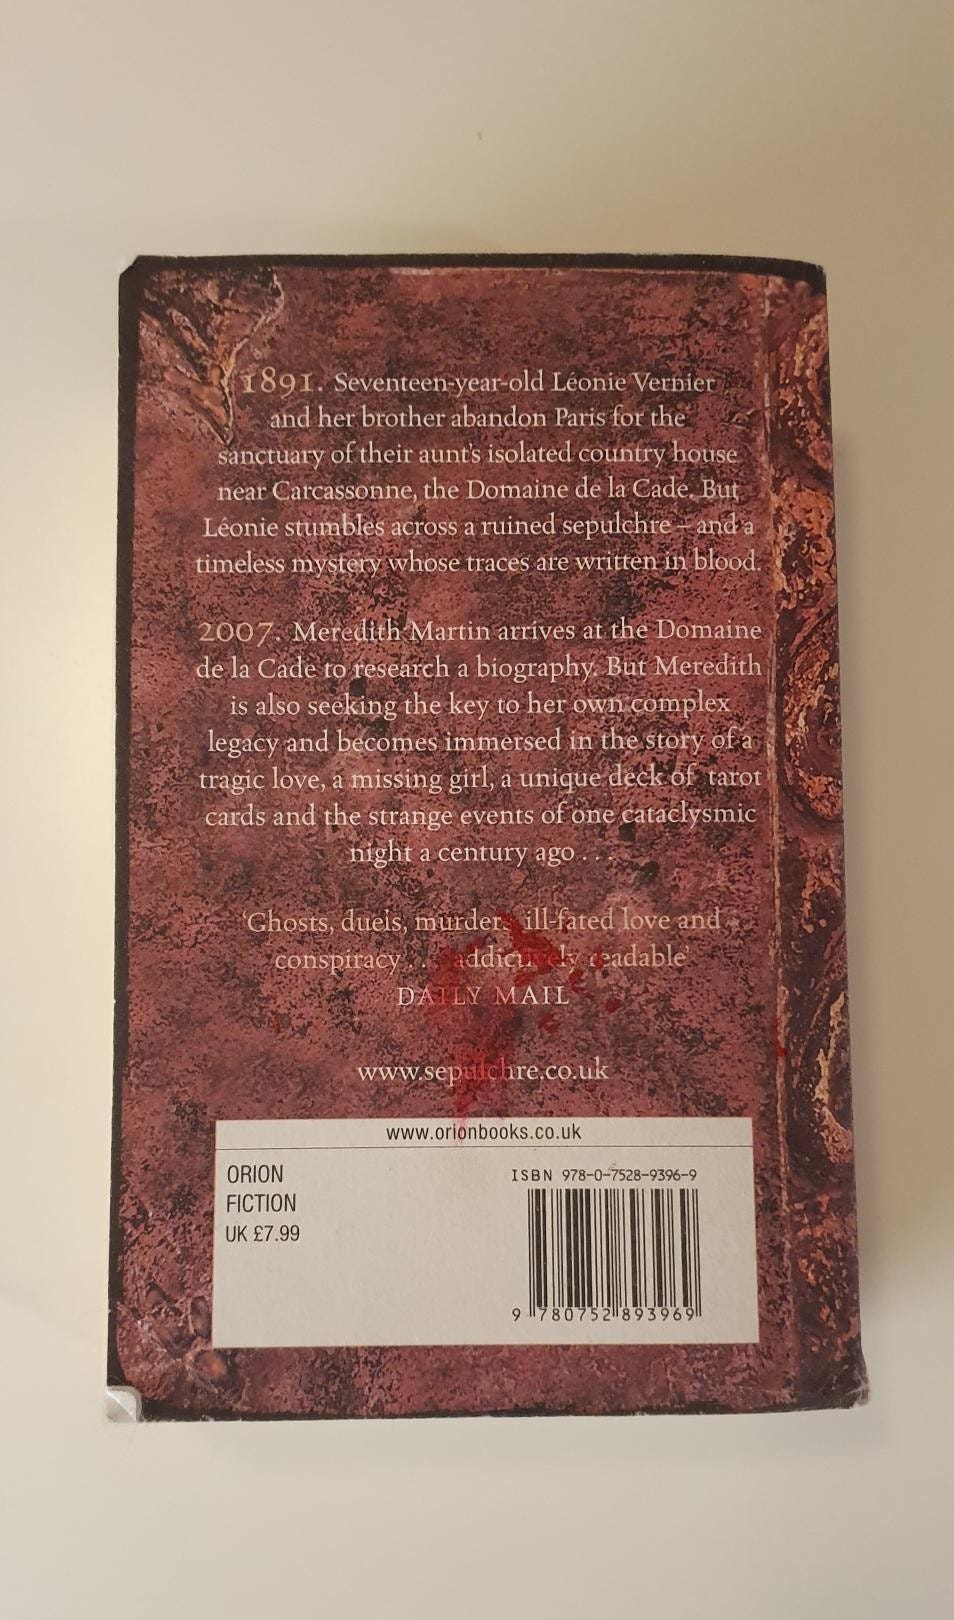 1891. Seventeen-year-old Léonie Vernier
and her brother abandon Paris for the
sanctuary of their aunt's isolated country house
near Carcassonne, the Domaine de la Cade. But
Léonie stumbles across a ruined sepulchre – and a
timeless mystery whose traces are written in blood.
2007. Meredith Martin arrives at the Domaine
de la Cade to research a biography. But Meredith
is also seeking the key to her own complex
legacy and becomes immersed in the story of a
tragic love, a missing girl, a unique deck of tarot
cards and the strange events of one cataclysmic
night a century ago . . .
'Ghosts, duels, murder, ill-fated love and
conspiracy . . . addictively readable'
DAILY MAIL
www.sepulchre.co.uk
www.orionbooks.co.uk
ORION
FICTION
UK £7.99
ISBN 978-0-7528-9396-9
9 780752 893969